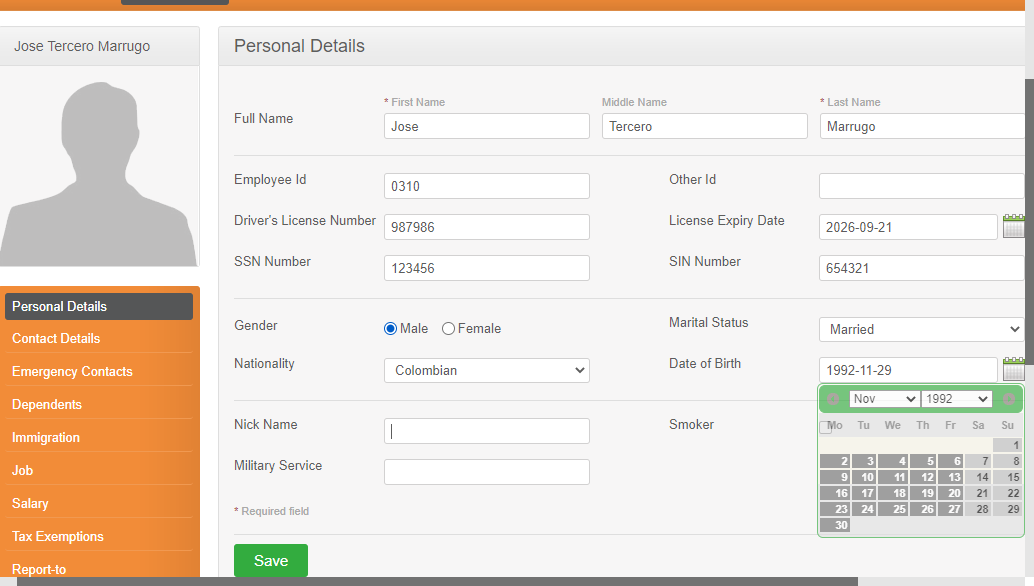 Jose Tercero Marrugo
Personal Details
Contact Details
Emergency Contacts
Dependents
Immigration
Job
Salary
Tax Exemptions
Report-to
Personal Details
* First Name Middle Name * Last Name
Full Name Jose Tercero Marrugo
Employee Id 0310 Other Id
Driver's License Number 987986 License Expiry Date 2026-09-21
SSN Number 123456 SIN Number 654321
Gender Male Female Marital Status Married
Nationality Colombian Date of Birth 1992-11-29
Nov 1992
Mo Tu We Th Fr Sa Su
1
2 3 4 5 6 7 8
9 10 11 12 13 14 15
16 17 18 19 20 21 22
23 24 25 26 27 28 29
30
Nick Name Smoker
Military Service
* Required field
Save